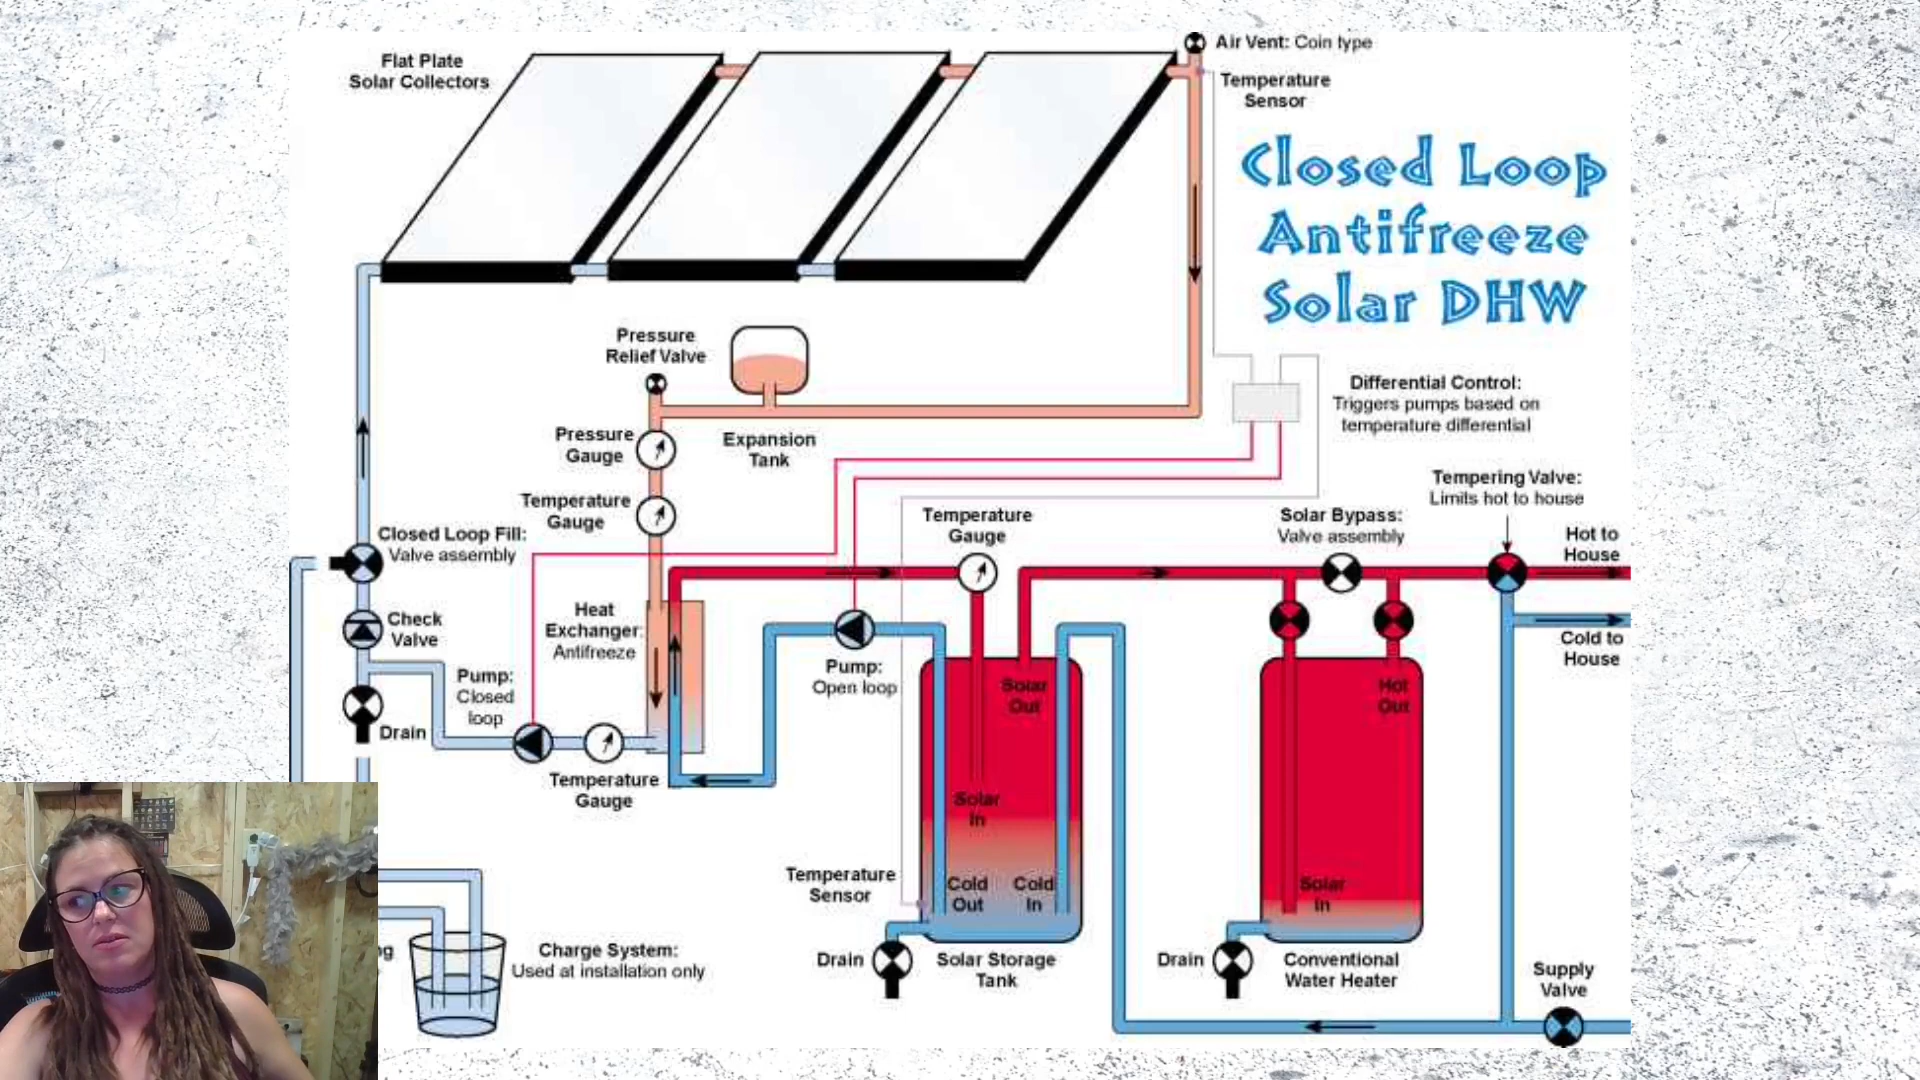 Flat Plate
Solar Collectors
Air Vent: Coin type
Temperature
Sensor
Closed Loop
Antifreeze
Solar DHW
Pressure
Relief Valve
Differential Control:
Triggers pumps based on
temperature differential
Pressure
Gauge
Expansion
Tank
Temperature
Gauge
Tempering Valve:
Limits hot to house
Temperature
Gauge
Solar Bypass:
Valve assembly
Hot to
House
Closed Loop Fill:
Valve assembly
Heat
Exchanger:
Antifreeze
Check
Valve
Cold to
House
Pump:
Closed
loop
Pump:
Open loop
Solar
Out
Hot
Out
Drain
Temperature
Gauge
Solar
In
Temperature
Sensor
Cold
Out
Cold
In
Solar
In
Charge System:
Used at installation only
Drain
Solar Storage
Tank
Drain
Conventional
Water Heater
Supply
Valve